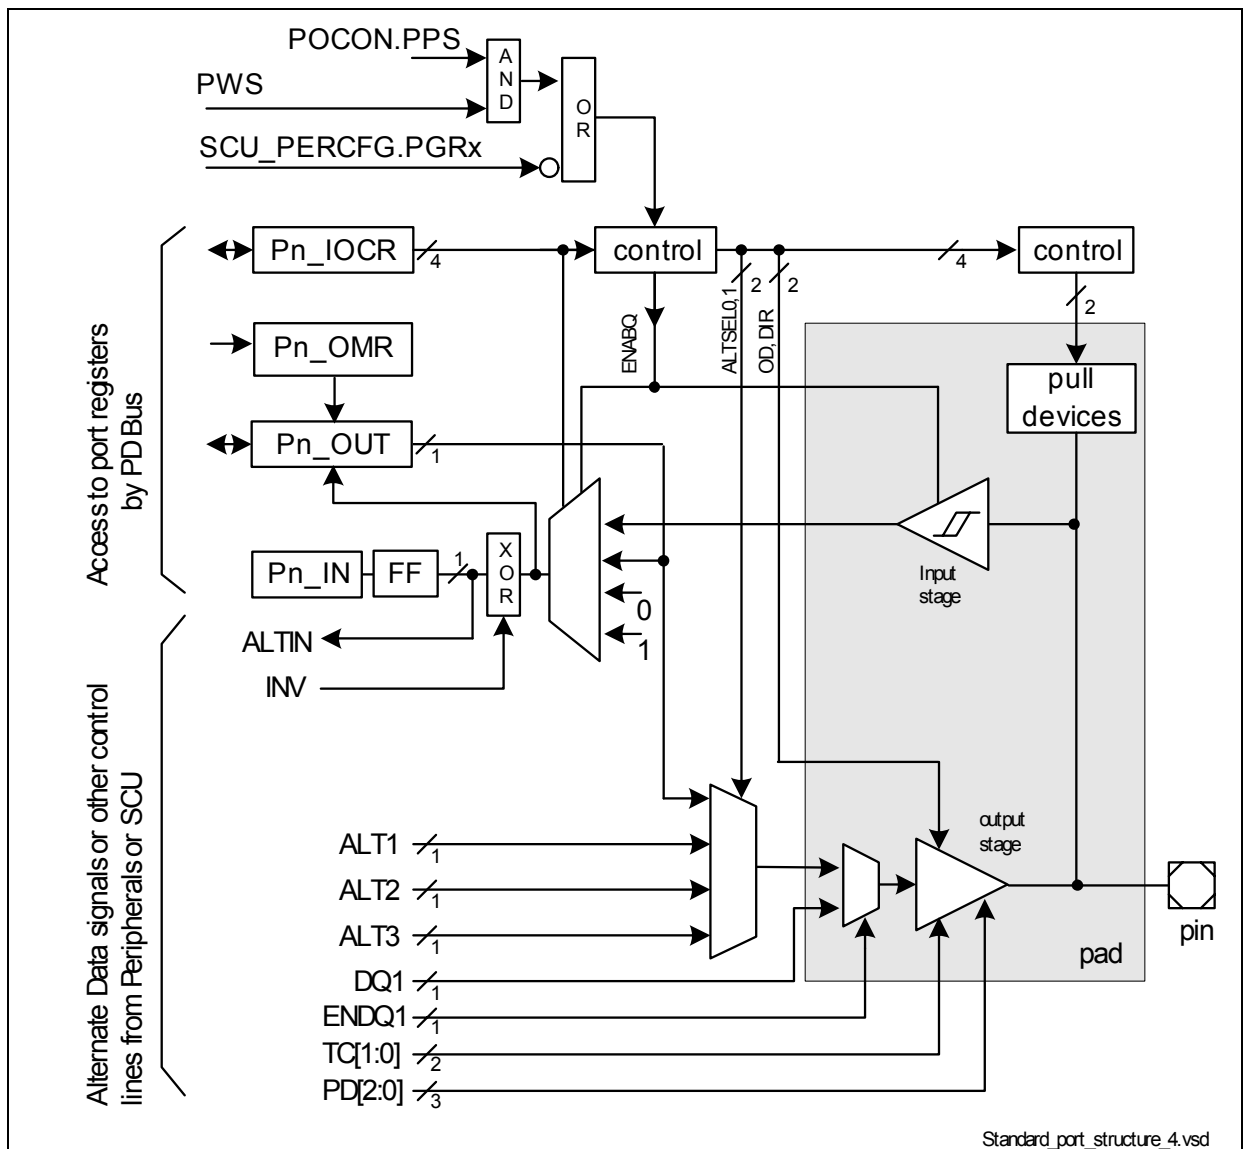 POCON.PPS
AND
PWS
OR
SCU_PERCFG.PGRx
Pn_IOCR
4
control
2
2
4
control
ENABQ
ALTSEL0,1
OD, DIR
2
Pn_OMR
pull
devices
Pn_OUT
1
Access to port registers
by PD Bus
XOR
Pn_IN
FF
1
Input
stage
0
1
ALTIN
INV
Alternate Data signals or other control
lines from Peripherals or SCU
output
stage
ALT1
1
ALT2
1
ALT3
1
pin
pad
DQ1
1
ENDQ1
1
TC[1:0]
2
PD[2:0]
3
Standard_port_structure_4.vsd